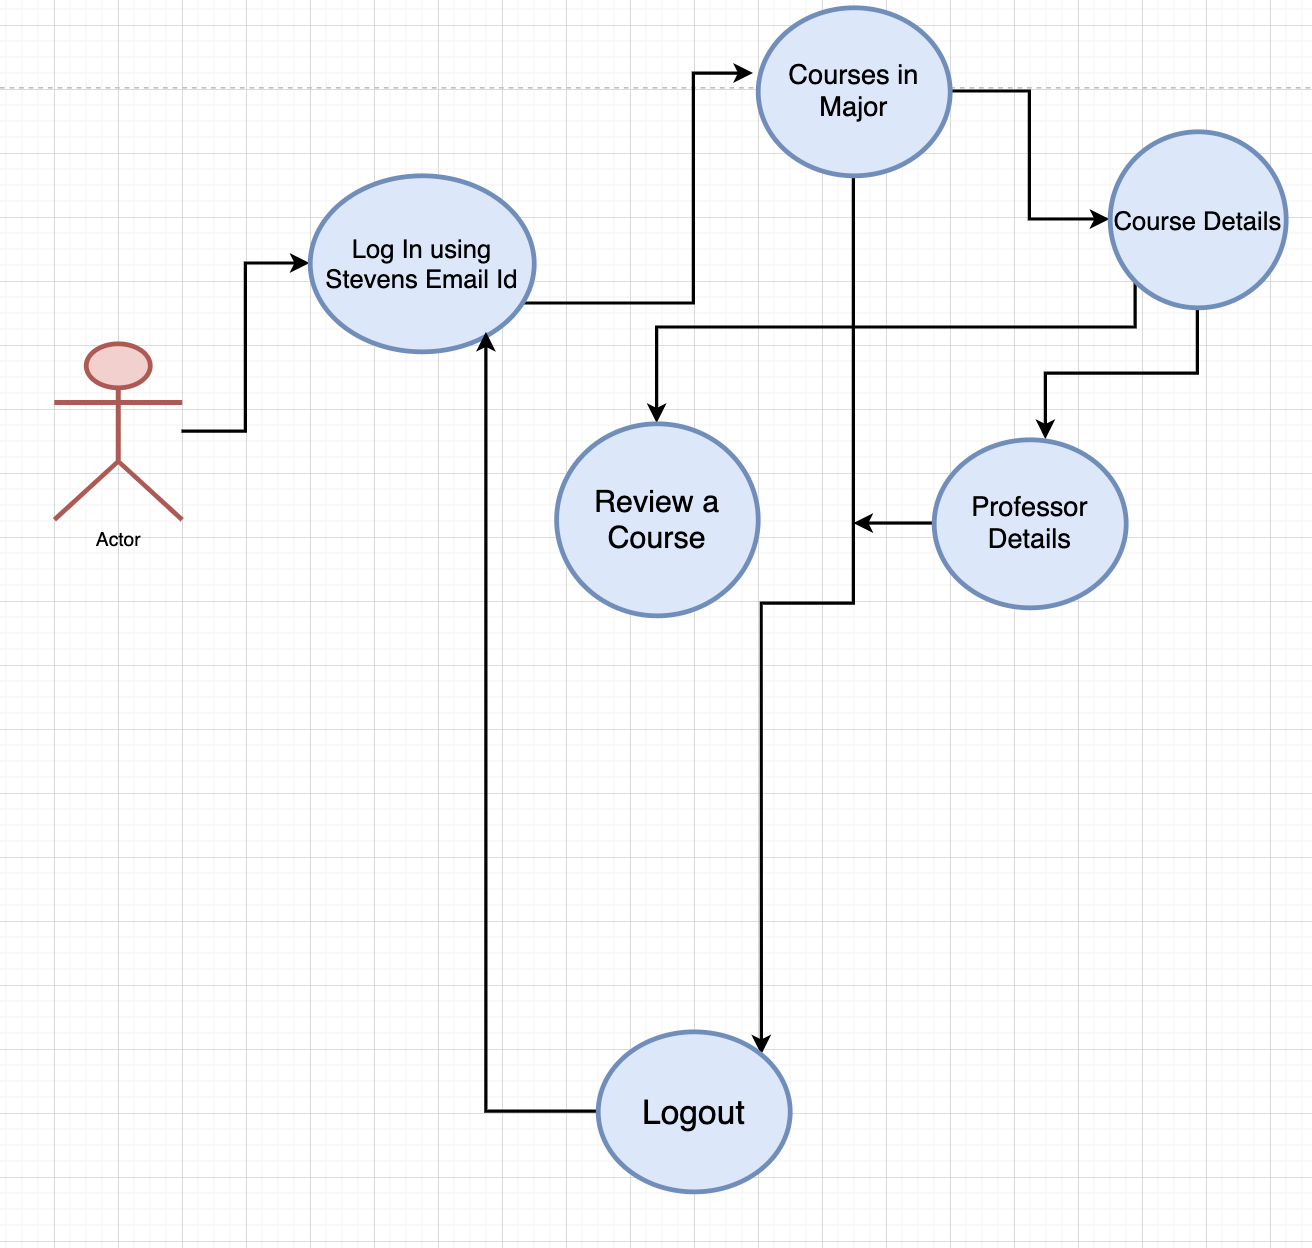 Courses in
Major
Course Details
Log In using
Stevens Email Id
Review a
Course
Professor
Details
Actor
Logout